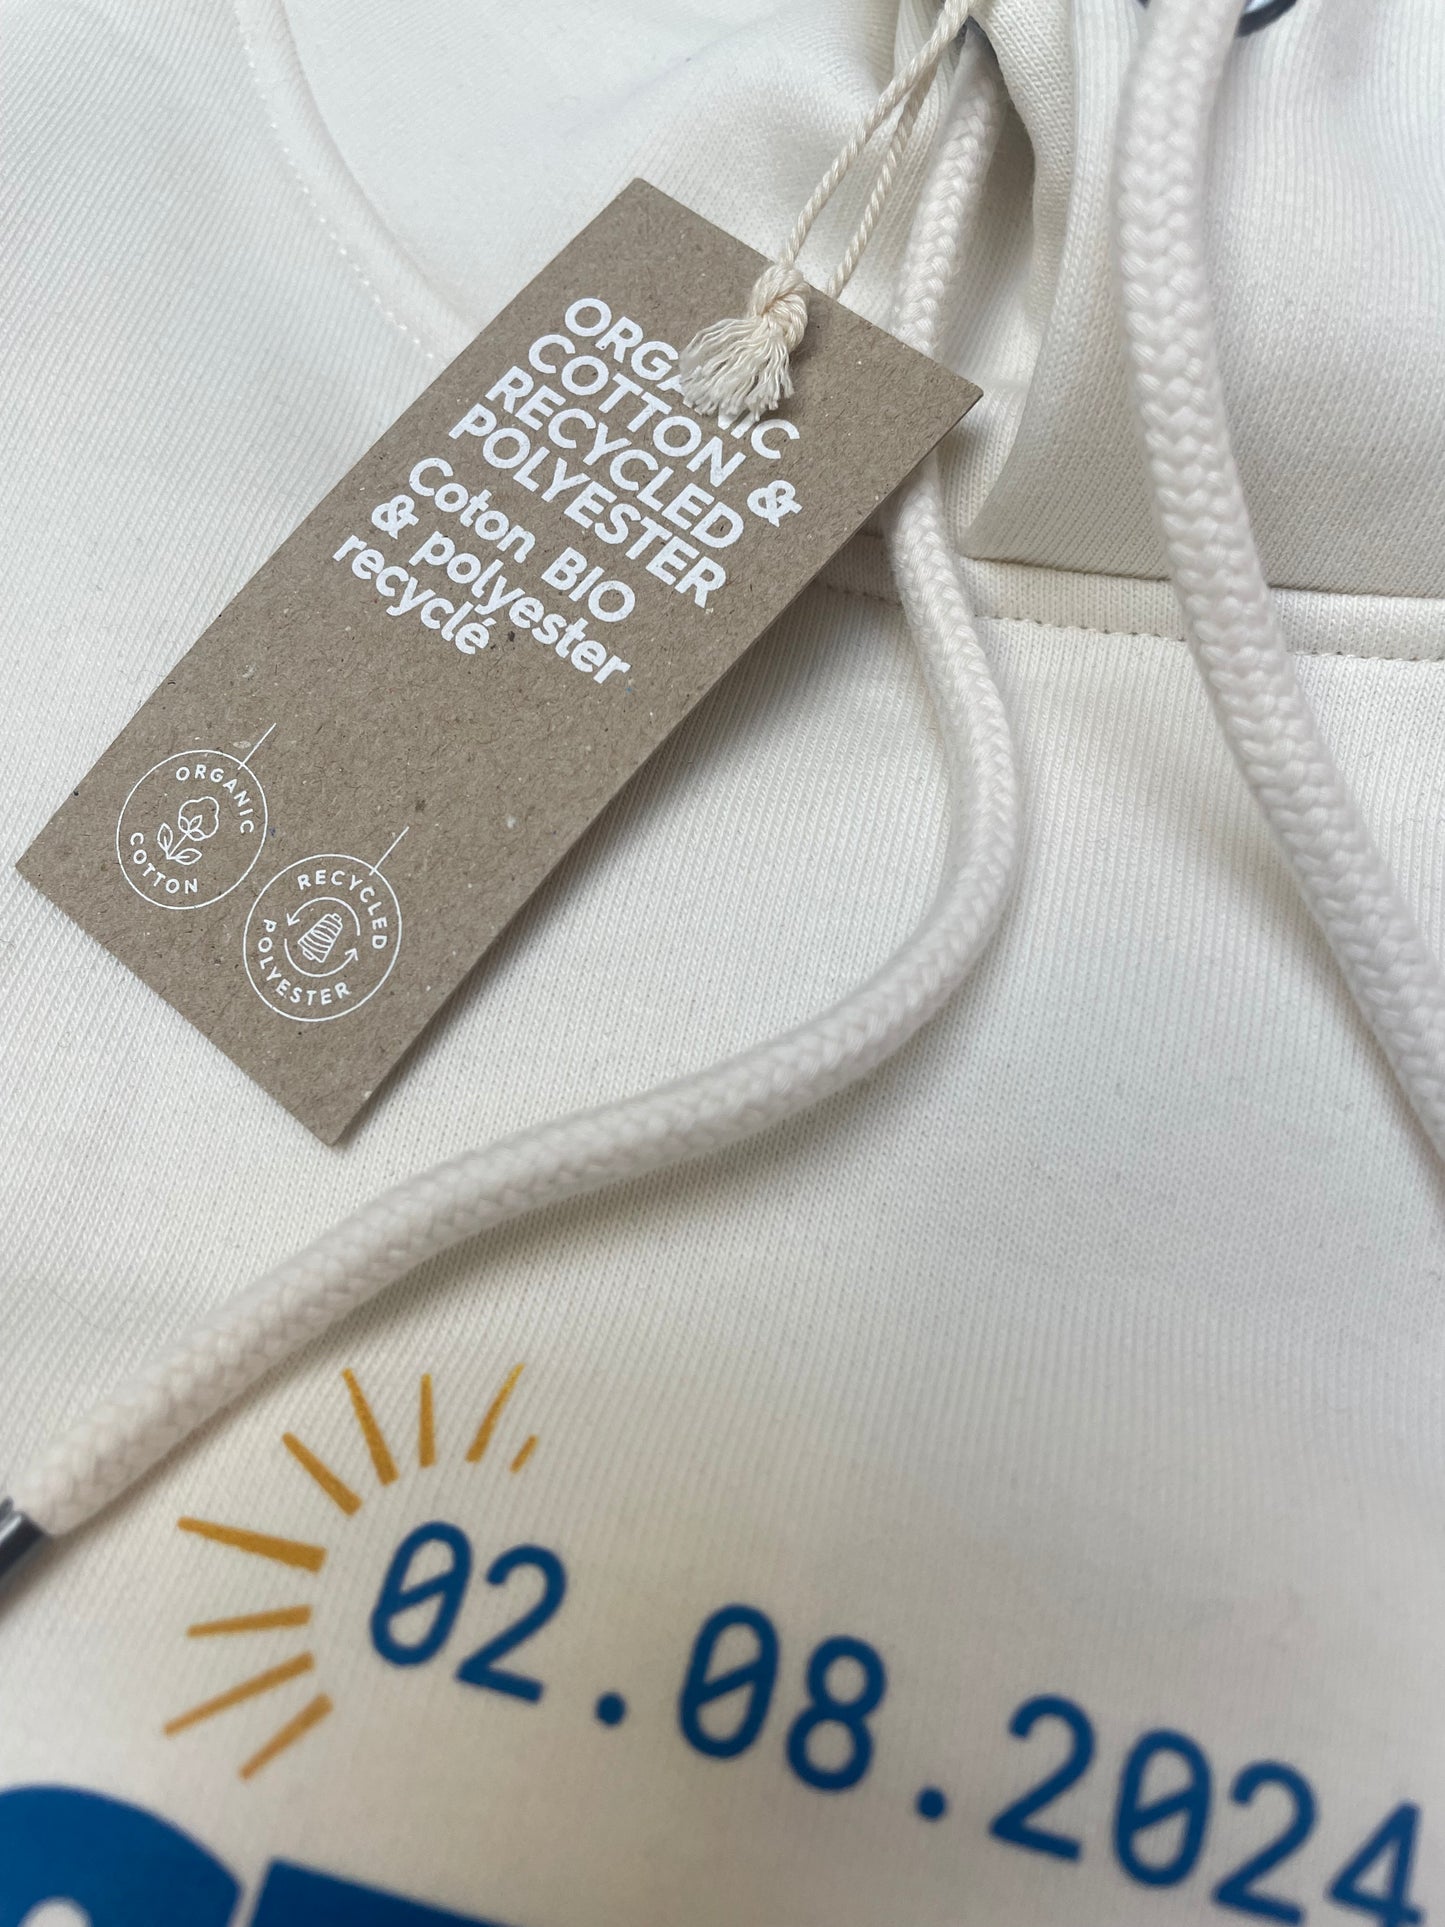 ORGANIC
COTTON &
RECYCLED
POLYESTER
Coton BIO
& polyester
recyclé
ORGANIC
COTTON
RECYCLED
POLYESTER
02.08.2024